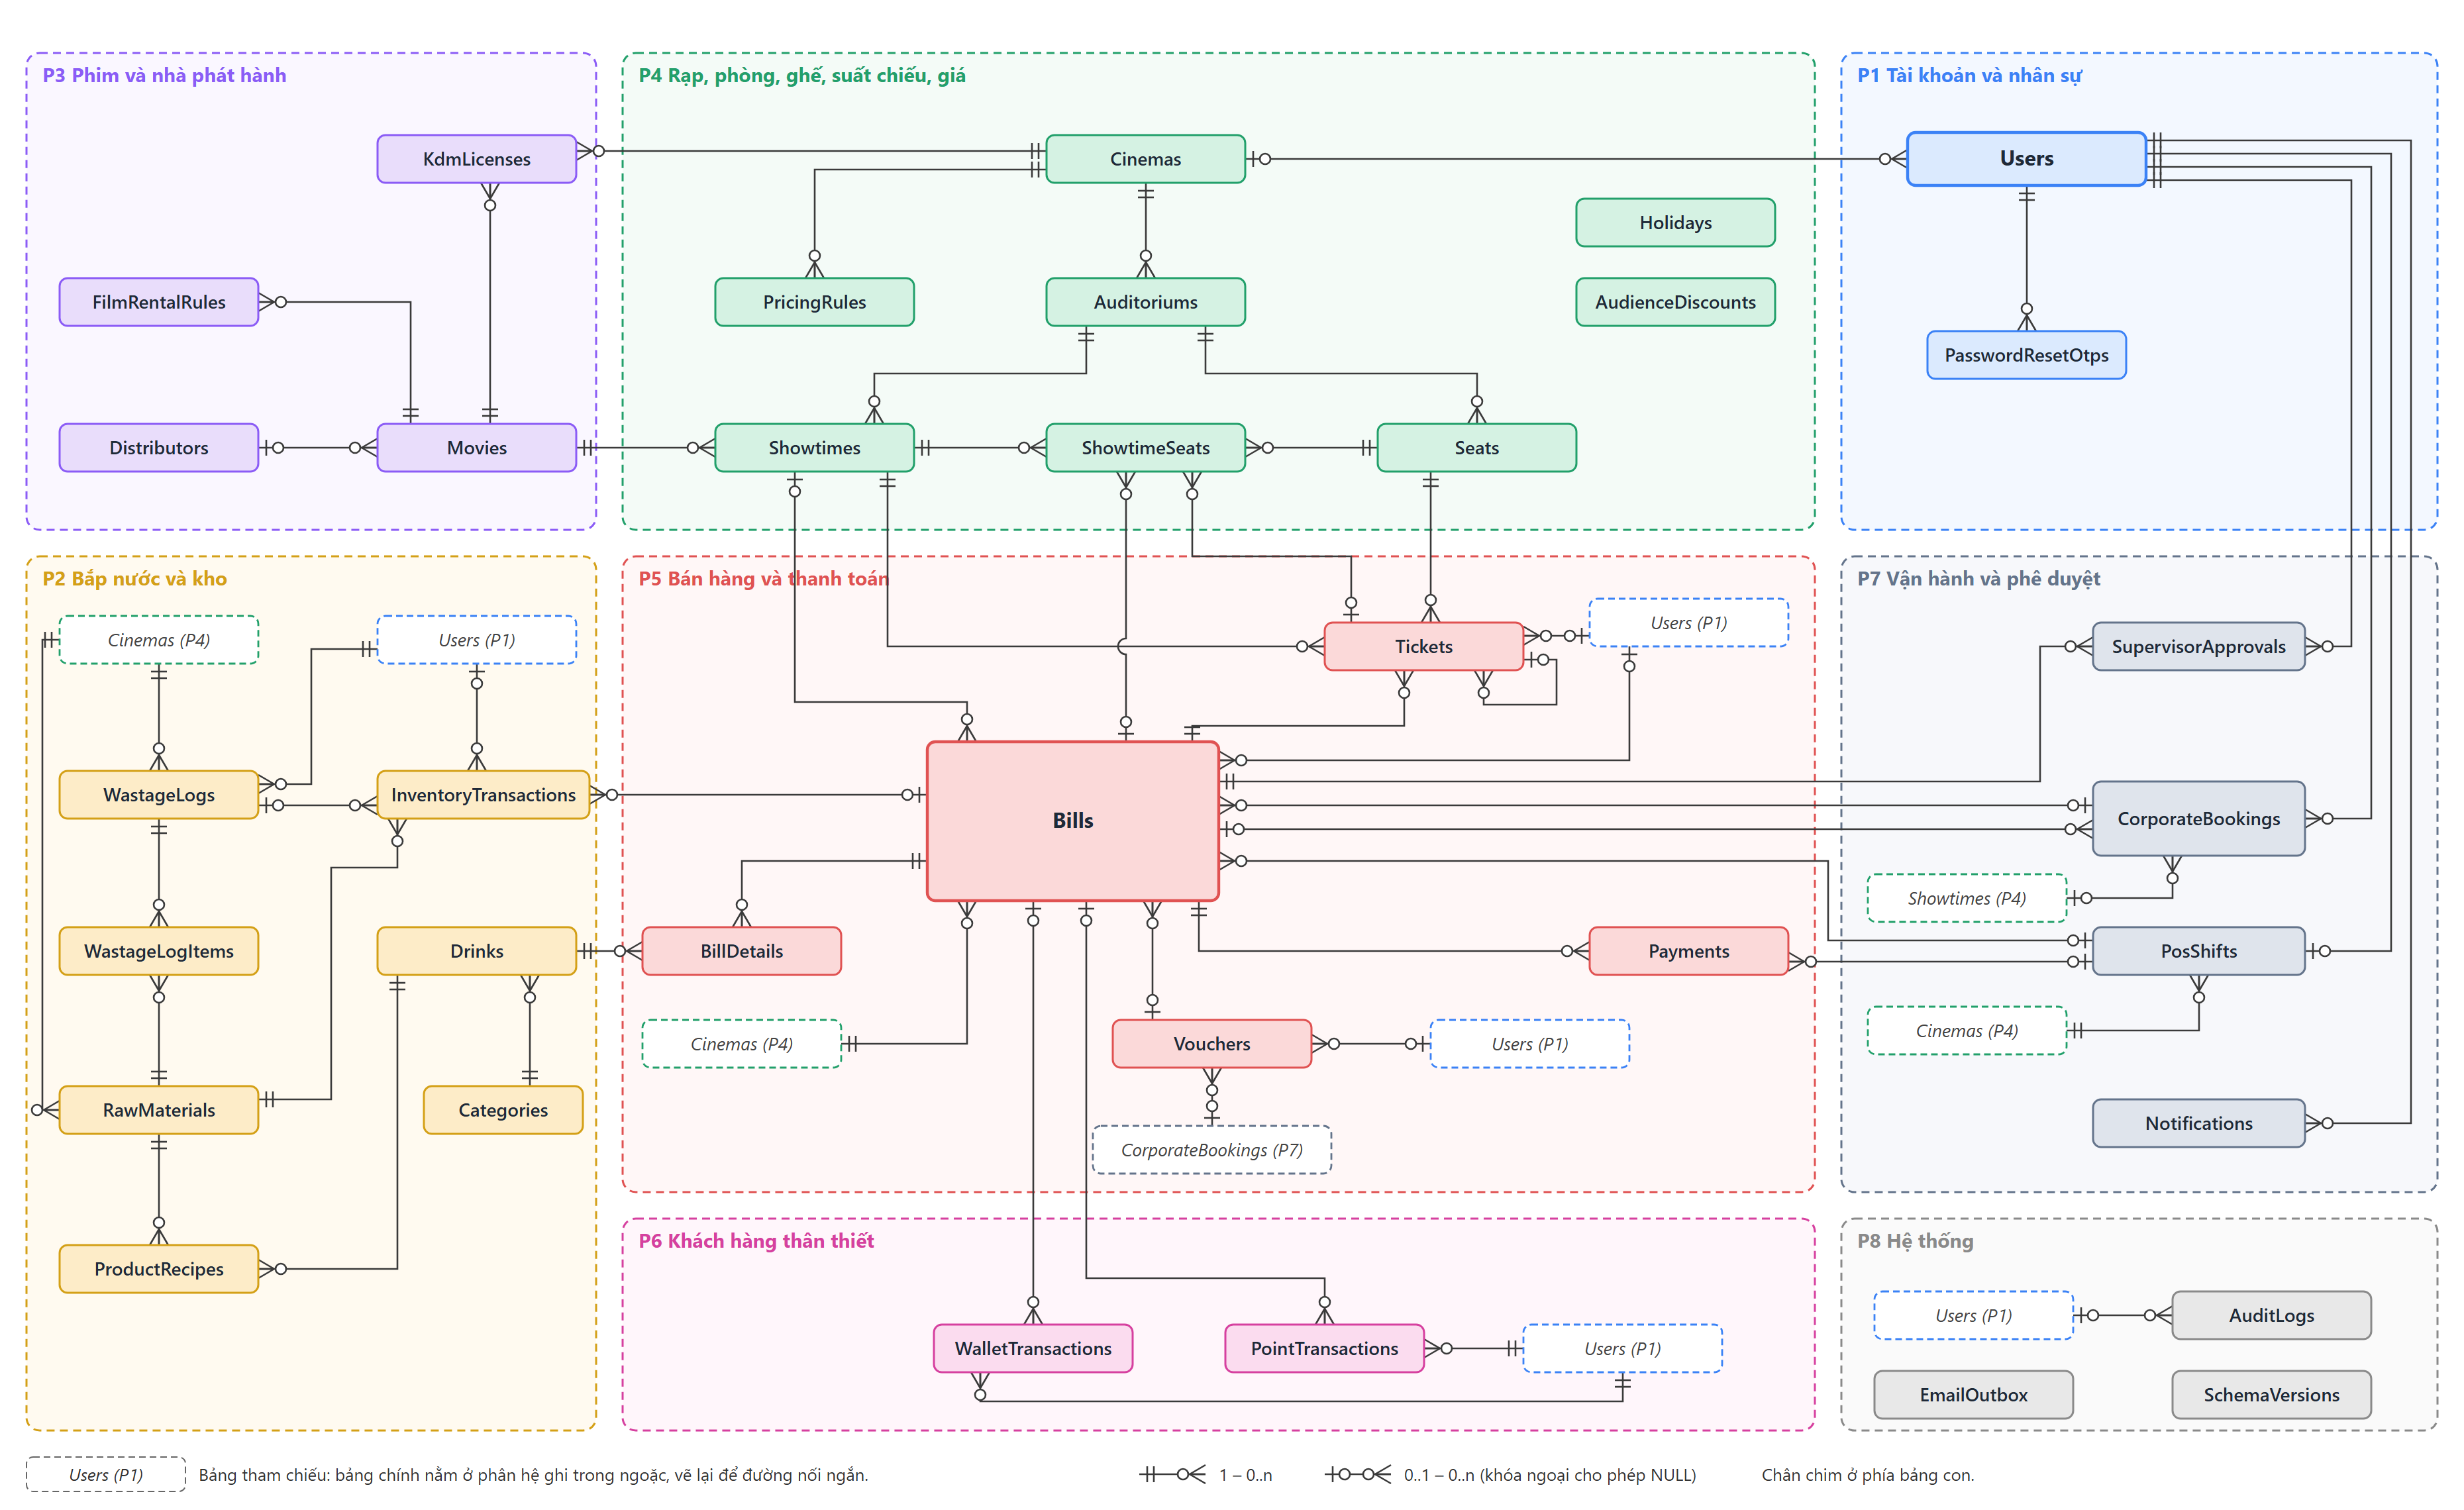 P3 Phim và nhà phát hành
KdmLicenses
FilmRentalRules
Distributors
Movies
P4 Rạp, phòng, ghế, suất chiếu, giá
Cinemas
Holidays
PricingRules
Auditoriums
AudienceDiscounts
Showtimes
ShowtimeSeats
Seats
P1 Tài khoản và nhân sự
Users
PasswordResetOtps
P2 Bắp nước và kho
Cinemas (P4)
Users (P1)
WastageLogs
InventoryTransactions
WastageLogItems
Drinks
RawMaterials
Categories
ProductRecipes
P5 Bán hàng và thanh toán
Users (P1)
Tickets
Bills
BillDetails
Payments
Cinemas (P4)
Vouchers
Users (P1)
CorporateBookings (P7)
P7 Vận hành và phê duyệt
SupervisorApprovals
CorporateBookings
Showtimes (P4)
PosShifts
Cinemas (P4)
Notifications
P6 Khách hàng thân thiết
WalletTransactions
PointTransactions
Users (P1)
P8 Hệ thống
Users (P1)
AuditLogs
EmailOutbox
SchemaVersions
Users (P1)
Bảng tham chiếu: bảng chính nằm ở phân hệ ghi trong ngoặc, vẽ lại để đường nối ngắn.
1 – 0..n
0..1 – 0..n (khóa ngoại cho phép NULL)
Chân chim ở phía bảng con.